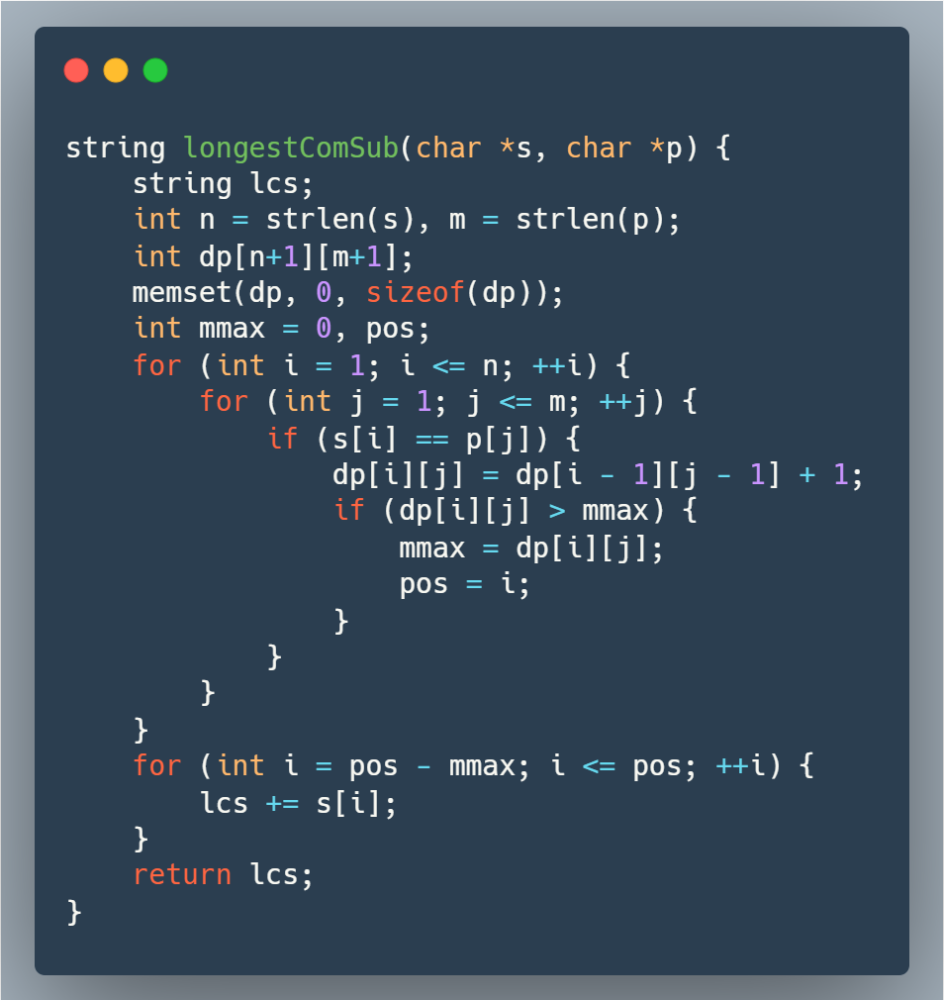 string longestComSub(char *s, char *p) {
    string lcs;
    int n = strlen(s), m = strlen(p);
    int dp[n+1][m+1];
    memset(dp, 0, sizeof(dp));
    int mmax = 0, pos;
    for (int i = 1; i <= n; ++i) {
        for (int j = 1; j <= m; ++j) {
            if (s[i] == p[j]) {
                dp[i][j] = dp[i - 1][j - 1] + 1;
                if (dp[i][j] > mmax) {
                    mmax = dp[i][j];
                    pos = i;
                }
            }
        }
    }
    for (int i = pos - mmax; i <= pos; ++i) {
        lcs += s[i];
    }
    return lcs;
}